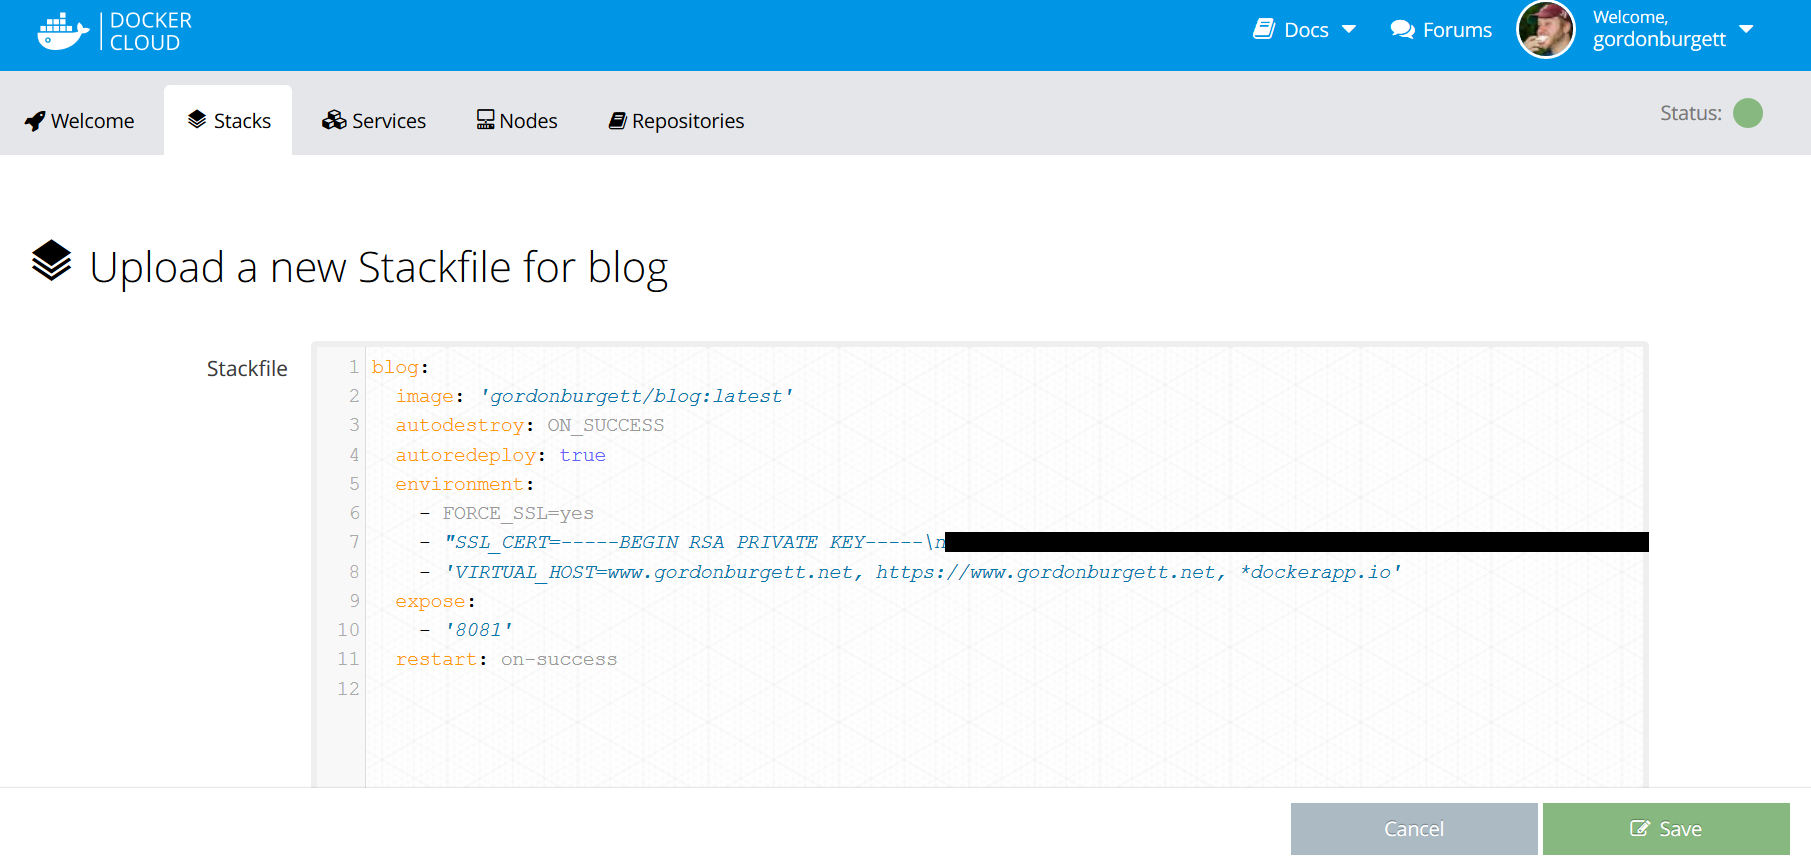 DOCKER
CLOUD
Docs
Forums
Welcome,
gordonburgett
Welcome
Stacks
Services
Nodes
Repositories
Status:
Upload a new Stackfile for blog
Stackfile
1 blog:
2 image: 'gordonburgett/blog:latest'
3 autodestroy: ON_SUCCESS
4 autoredeploy: true
5 environment:
6 - FORCE_SSL=yes
7 - "SSL_CERT=-----BEGIN RSA PRIVATE KEY-----\n
8 - 'VIRTUAL_HOST=www.gordonburgett.net, https://www.gordonburgett.net, *dockerapp.io'
9 expose:
10 - '8081'
11 restart: on-success
12
Cancel
Save